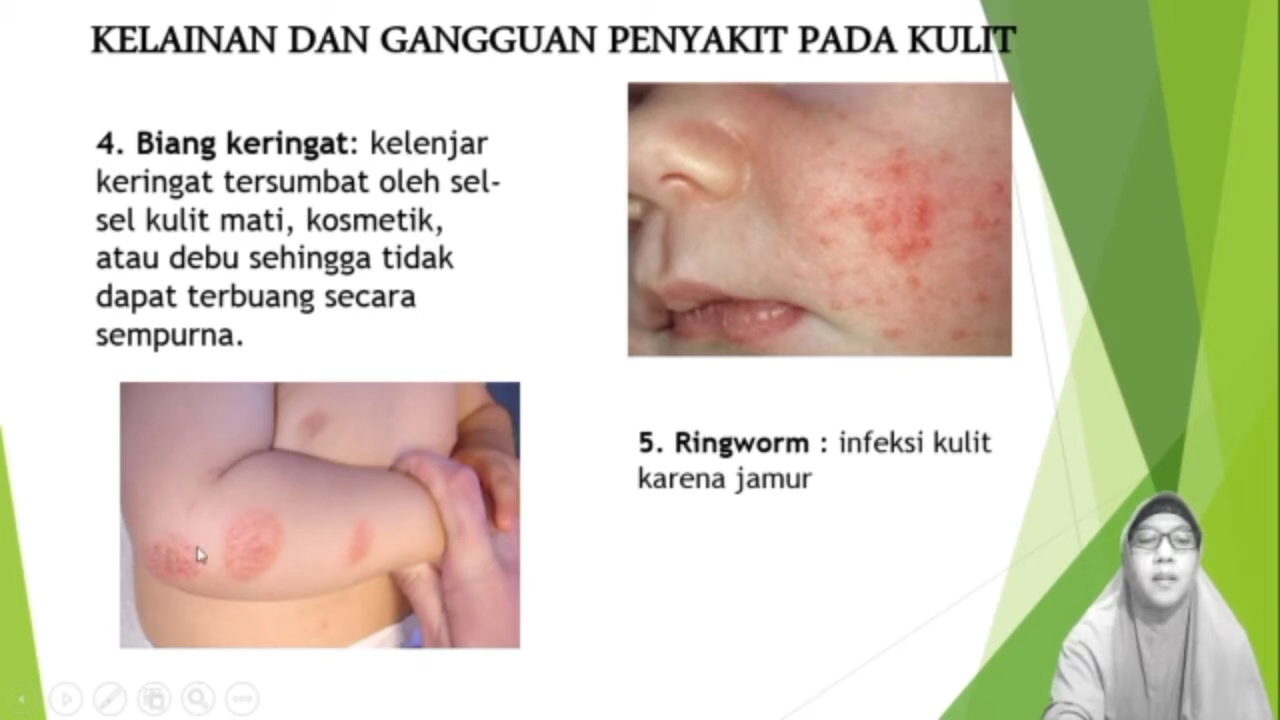 KELAINAN DAN GANGGUAN PENYAKIT PADA KULIT
4. Biang keringat: kelenjar
keringat tersumbat oleh sel-
sel kulit mati, kosmetik,
atau debu sehingga tidak
dapat terbuang secara
sempurna.
5. Ringworm : infeksi kulit
karena jamur